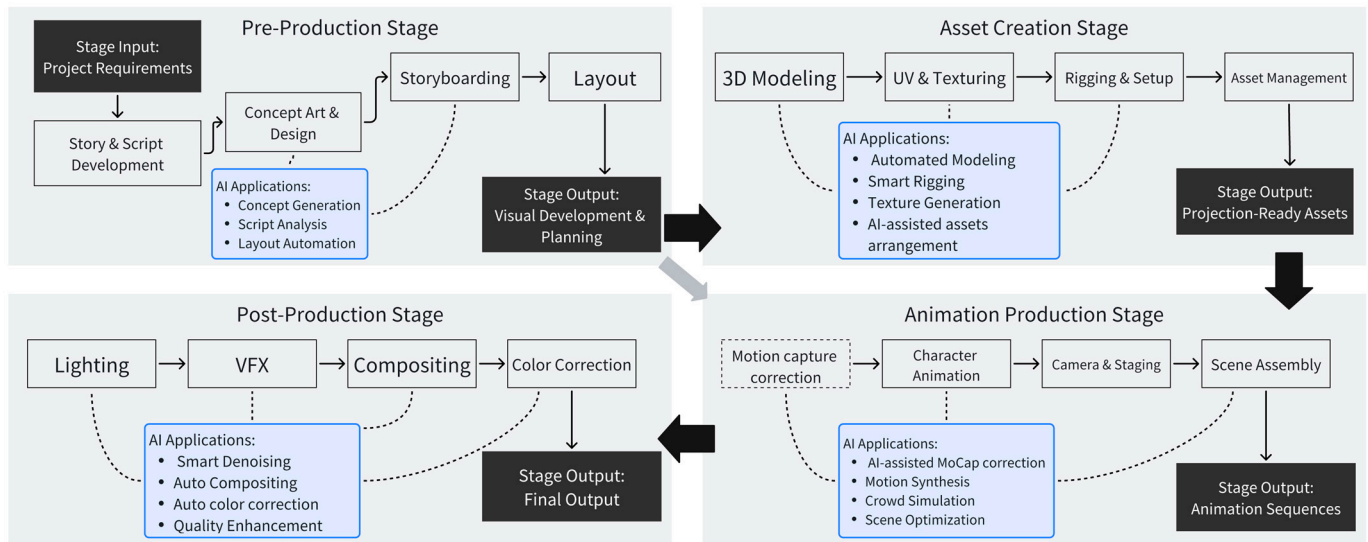 Pre-Production Stage
Stage Input:
Project Requirements
Story & Script
Development
Concept Art &
Design
Storyboarding
Layout
AI Applications:
• Concept Generation
• Script Analysis
• Layout Automation
Stage Output:
Visual Development &
Planning
Asset Creation Stage
3D Modeling
UV & Texturing
Rigging & Setup
Asset Management
AI Applications:
• Automated Modeling
• Smart Rigging
• Texture Generation
• AI-assisted assets
arrangement
Stage Output:
Projection-Ready Assets
Post-Production Stage
Lighting
VFX
Compositing
Color Correction
AI Applications:
• Smart Denoising
• Auto Compositing
• Auto color correction
• Quality Enhancement
Stage Output:
Final Output
Animation Production Stage
Motion capture
correction
Character
Animation
Camera & Staging
Scene Assembly
AI Applications:
• AI-assisted MoCap correction
• Motion Synthesis
• Crowd Simulation
• Scene Optimization
Stage Output:
Animation Sequences